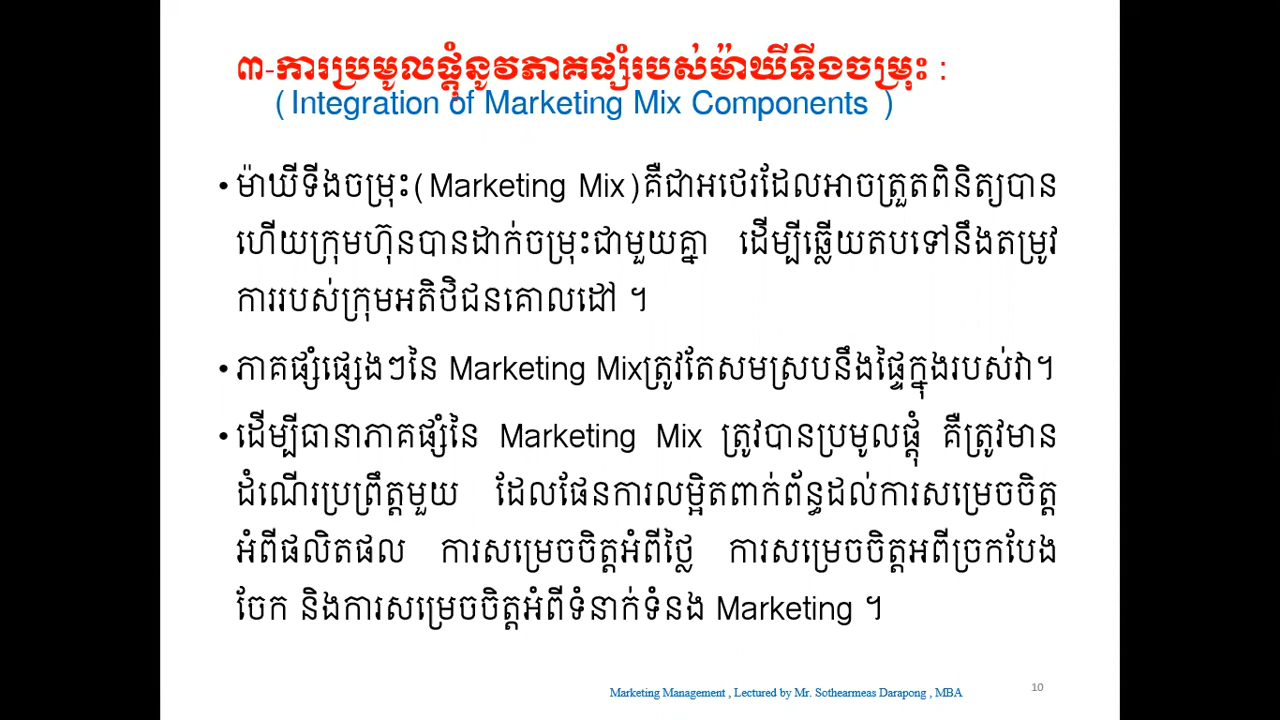 ៣-ការប្រមូលផ្តុំនូវភាគផ្សំរបស់ម៉ាឃីទីងចម្រុះ :
(Integration of Marketing Mix Components )
• ម៉ាឃីទីងចម្រុះ(Marketing Mix)គឺជាអថេរដែលអាចត្រួតពិនិត្យបាន
ហើយក្រុមហ៊ុនបានដាក់ចម្រុះជាមួយគ្នា ដើម្បីឆ្លើយតបទៅនឹងតម្រូវ
ការរបស់ក្រុមអតិថិជនគោលដៅ ។
• ភាគផ្សំផ្សេងៗនៃ Marketing Mixត្រូវតែសមស្របនឹងផ្ទៃក្នុងរបស់វា។
• ដើម្បីធានាភាគផ្សំនៃ Marketing Mix ត្រូវបានប្រមូលផ្តុំ គឺត្រូវមាន
ដំណើរប្រព្រឹត្តមួយ ដែលផែនការលម្អិតពាក់ព័ន្ធដល់ការសម្រេចចិត្ត
អំពីផលិតផល ការសម្រេចចិត្តអំពីថ្លៃ ការសម្រេចចិត្តអពីច្រកបែង
ចែក និងការសម្រេចចិត្តអំពីទំនាក់ទំនង Marketing ។
Marketing Management , Lectured by Mr. Sothearmeas Darapong , MBA
10